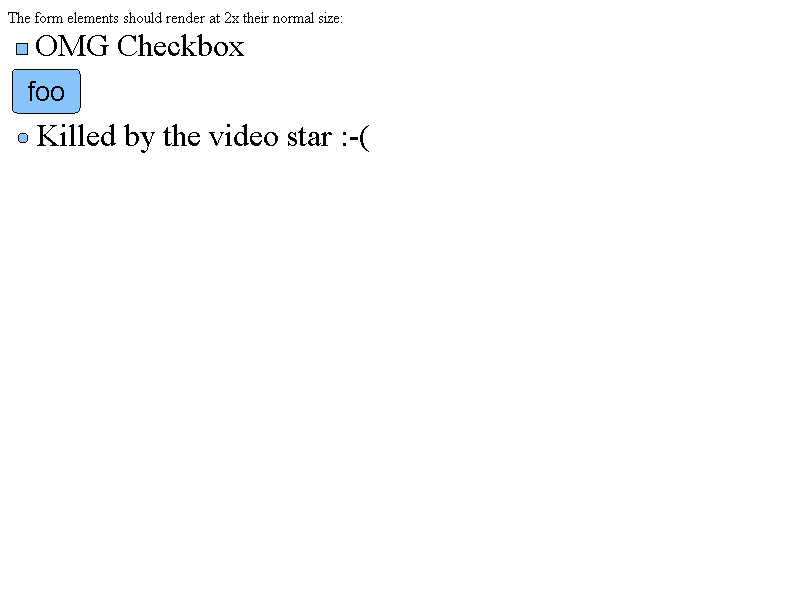 The form elements should render at 2x their normal size:
OMG Checkbox
foo
Killed by the video star :-(